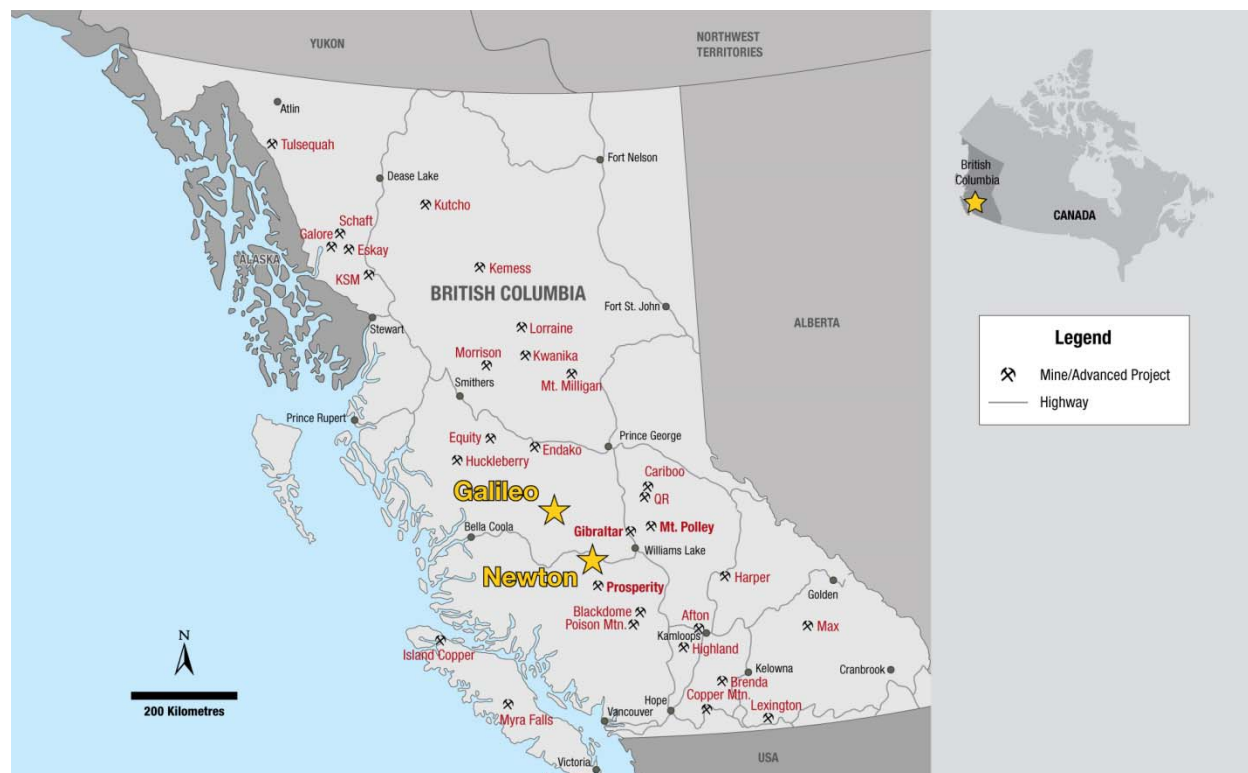 YUKON
NORTHWEST
TERRITORIES
Atlin
Tulsequah
Fort Nelson
Dease Lake
Kutcho
Schaft
Galore
Eskay
ALASKA
KSM
Kemess
BRITISH COLUMBIA
Fort St. John
Stewart
Lorraine
ALBERTA
Morrison
Kwanika
Mt. Milligan
Smithers
Prince Rupert
Equity
Endako
Prince George
Huckleberry
Cariboo
QR
Galileo
Bella Coola
Gibraltar
Mt. Polley
Williams Lake
Newton
Prosperity
Harper
Golden
Blackdome
Poison Mtn.
Afton
Kamloops
Max
Highland
Island Copper
Kelowna
Cranbrook
Brenda
Copper Mtn.
Lexington
Hope
Vancouver
Myra Falls
Victoria
USA
N
200 Kilometres
British
Columbia
CANADA
Legend
Mine/Advanced Project
Highway